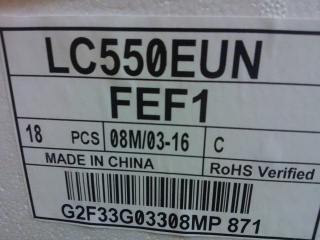 LC550EUN
FEF1
18 PCS 08M/03-16 C
MADE IN CHINA RoHS Verified
G2F33G03308MP 871